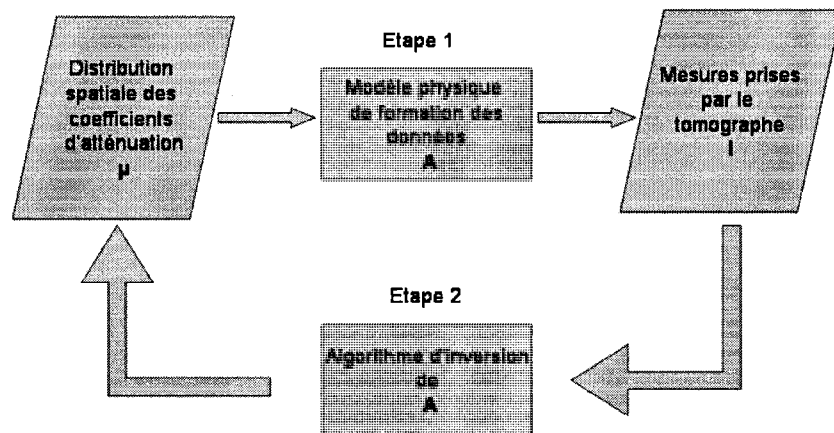 Etape 1
Distribution
spatiale des
coefficients
d'atténuation
µ
Modèle physique
de formation des
données
A
Mesures prises
par le
tomographe
I
Etape 2
Algorithme d'inversion
de
A